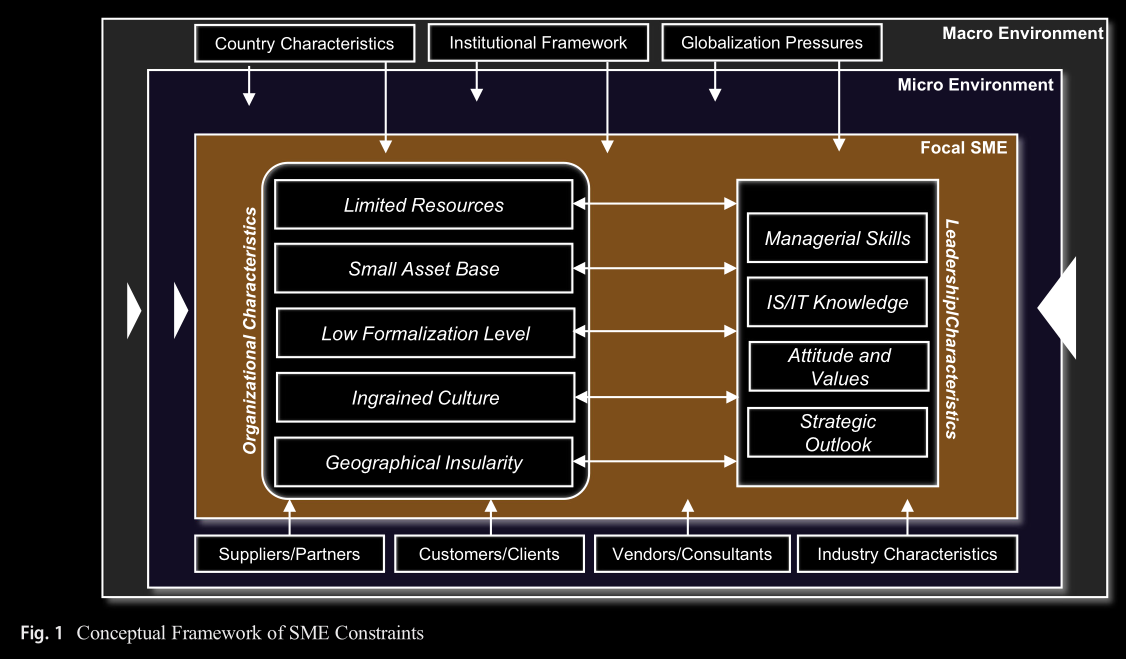 Country Characteristics
Institutional Framework
Globalization Pressures
Macro Environment
Micro Environment
Focal SME
Organizational Characteristics
Limited Resources
Small Asset Base
Low Formalization Level
Ingrained Culture
Geographical Insularity
Managerial Skills
IS/IT Knowledge
Attitude and
Values
Strategic
Outlook
Leadership|Characteristics
Suppliers/Partners
Customers/Clients
Vendors/Consultants
Industry Characteristics
Fig. 1 Conceptual Framework of SME Constraints